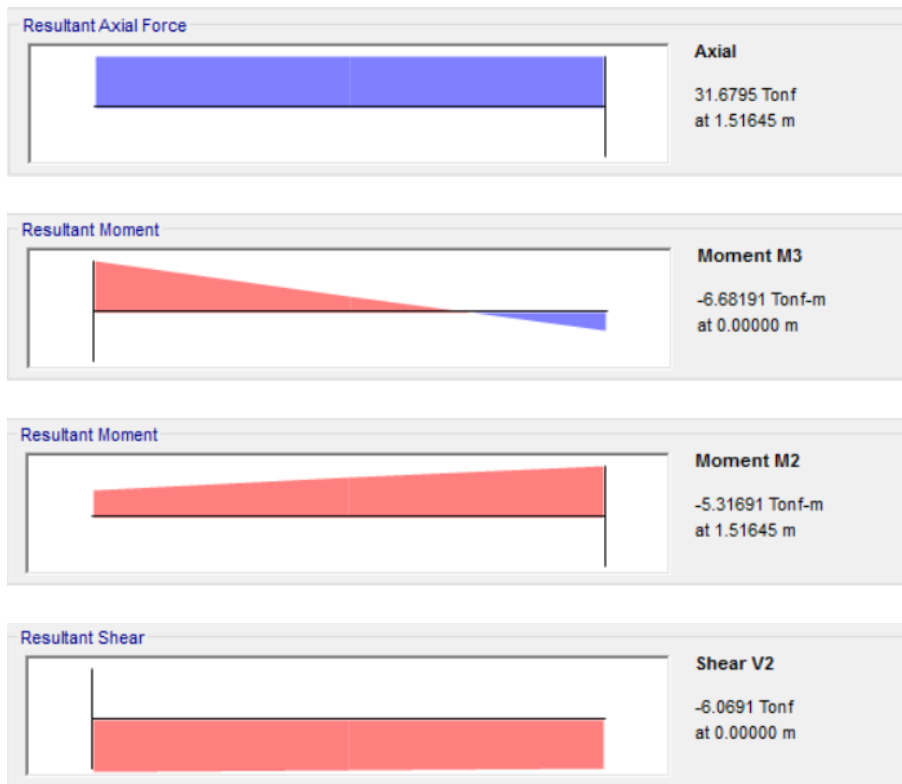 Resultant Axial Force
Axial
31.6795 Tonf
at 1.51645 m
Resultant Moment
Moment M3
-6.68191 Tonf-m
at 0.00000 m
Resultant Moment
Moment M2
-5.31691 Tonf-m
at 1.51645 m
Resultant Shear
Shear V2
-6.0691 Tonf
at 0.00000 m